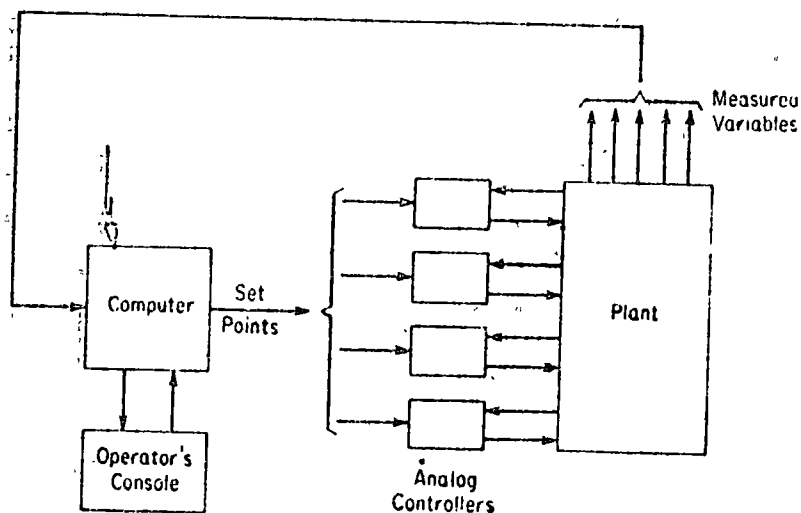 Measured
Variables
Computer
Set
Points
Plant
Operator's
Console
Analog
Controllers